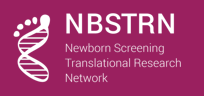 NBSTRN
Newborn Screening
Translational Research
Network